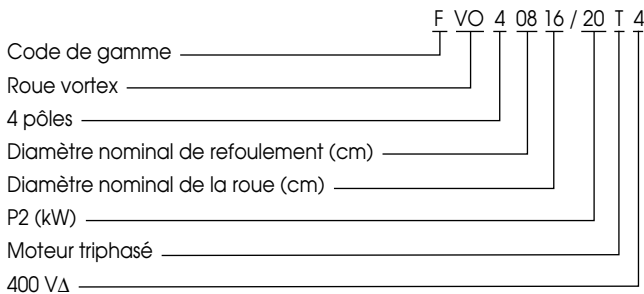 F VO 4 08 16 / 20 T 4
Code de gamme
Roue vortex
4 pôles
Diamètre nominal de refoulement (cm)
Diamètre nominal de la roue (cm)
P2 (kW)
Moteur triphasé
400 VΔ